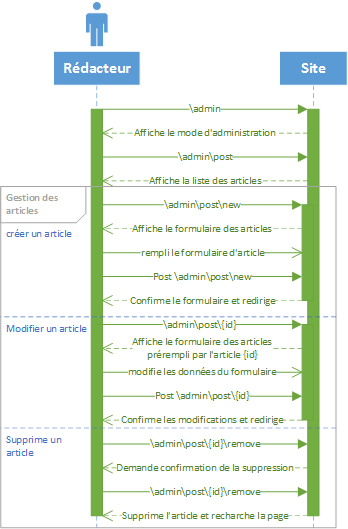 Rédacteur
Site
\admin
Affiche le mode d'administration
\admin\post
Affiche la liste des articles
Gestion des
articles
\admin\post\new
créer un article
Affiche le formulaire des articles
rempli le formulaire d'article
Post \admin\post\new
Confirme le formulaire et redirige
Modifier un article
\admin\post\{id}
Affiche le formulaire des articles
prérempli par l'article {id}
modifie les données du formulaire
Post \admin\post\{id}
Confirme les modifications et redirige
Supprime un
article
\admin\post\{id}\remove
Demande confirmation de la suppression
\admin\post\{id}\remove
Supprime l'article et recharche la page